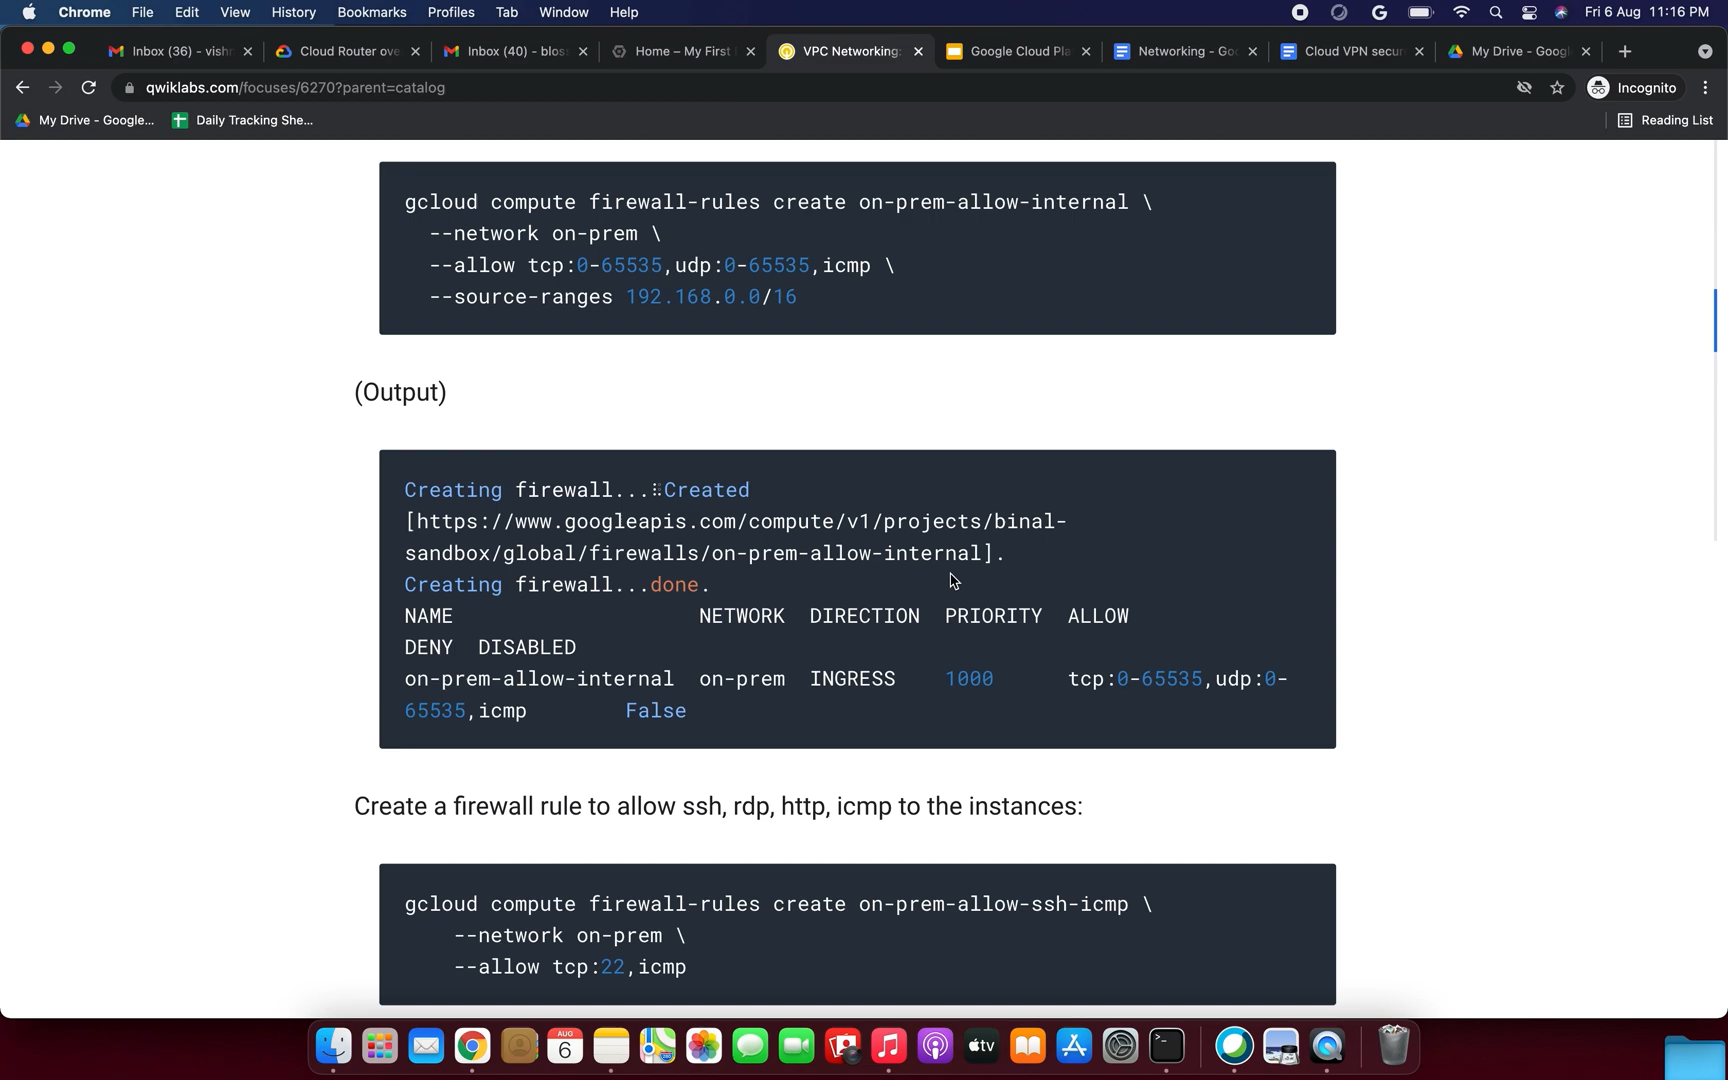 Chrome File Edit View History Bookmarks Profiles Tab Window Help Fri 6 Aug 11:16 PM
Inbox (36) - vishn Cloud Router ove Inbox (40) - blos Home – My First VPC Networking: Google Cloud Pla Networking - Go Cloud VPN secur My Drive - Googl
qwiklabs.com/focuses/6270?parent=catalog Incognito
My Drive - Google... Daily Tracking She... Reading List
gcloud compute firewall-rules create on-prem-allow-internal \
--network on-prem \
--allow tcp:0-65535,udp:0-65535,icmp \
--source-ranges 192.168.0.0/16
(Output)
Creating firewall...⠿Created
[https://www.googleapis.com/compute/v1/projects/binal-
sandbox/global/firewalls/on-prem-allow-internal].
Creating firewall...done.
NAME NETWORK DIRECTION PRIORITY ALLOW
DENY DISABLED
on-prem-allow-internal on-prem INGRESS 1000 tcp:0-65535,udp:0-
65535,icmp False
Create a firewall rule to allow ssh, rdp, http, icmp to the instances:
gcloud compute firewall-rules create on-prem-allow-ssh-icmp \
--network on-prem \
--allow tcp:22,icmp
AUG
6
tv